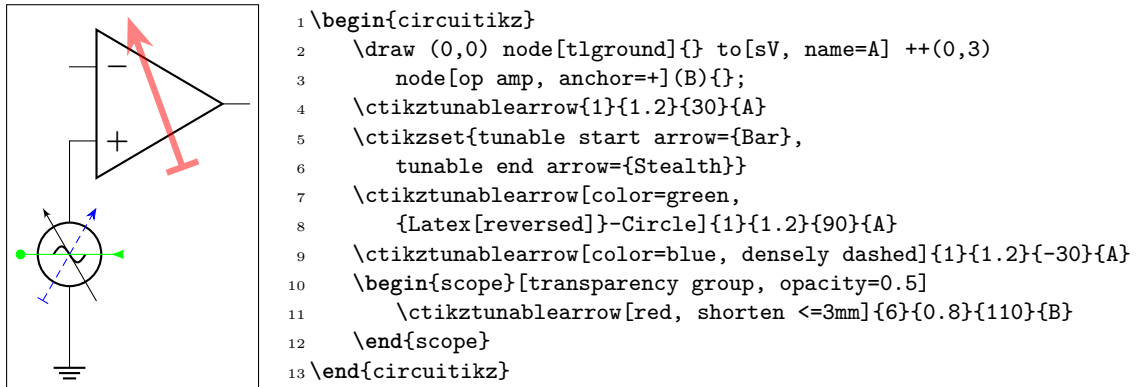 1 \begin{circuitikz}
2 \draw (0,0) node[tlground]{} to[sV, name=A] ++(0,3)
3 node[op amp, anchor=+](B){};
4 \ctikztunablearrow{1}{1.2}{30}{A}
5 \ctikzset{tunable start arrow={Bar},
6 tunable end arrow={Stealth}}
7 \ctikztunablearrow[color=green,
8 {Latex[reversed]}-Circle]{1}{1.2}{90}{A}
9 \ctikztunablearrow[color=blue, densely dashed]{1}{1.2}{-30}{A}
10 \begin{scope}[transparency group, opacity=0.5]
11 \ctikztunablearrow[red, shorten <=3mm]{6}{0.8}{110}{B}
12 \end{scope}
13 \end{circuitikz}